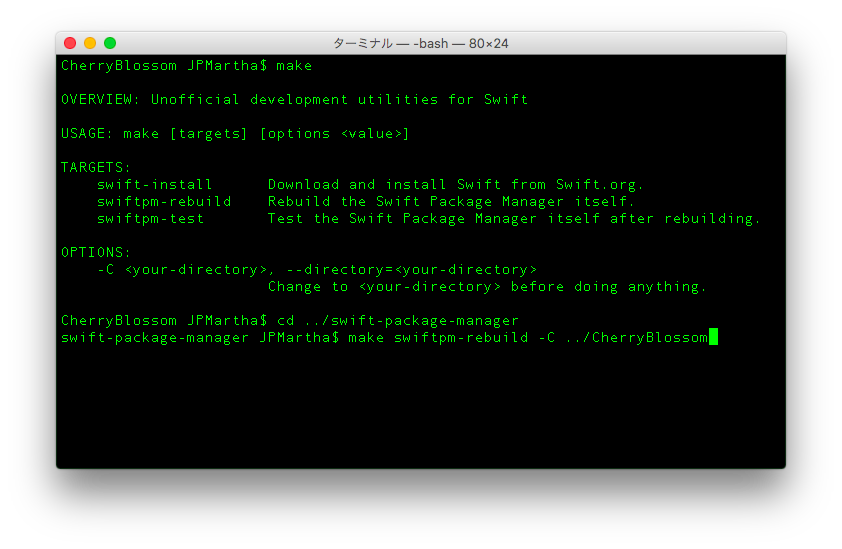 ターミナル — -bash — 80×24
CherryBlossom JPMartha$ make
OVERVIEW: Unofficial development utilities for Swift
USAGE: make [targets] [options <value>]
TARGETS:
swift-install Download and install Swift from Swift.org.
swiftpm-rebuild Rebuild the Swift Package Manager itself.
swiftpm-test Test the Swift Package Manager itself after rebuilding.
OPTIONS:
-C <your-directory>, --directory=<your-directory>
Change to <your-directory> before doing anything.
CherryBlossom JPMartha$ cd ../swift-package-manager
swift-package-manager JPMartha$ make swiftpm-rebuild -C ../CherryBlossom